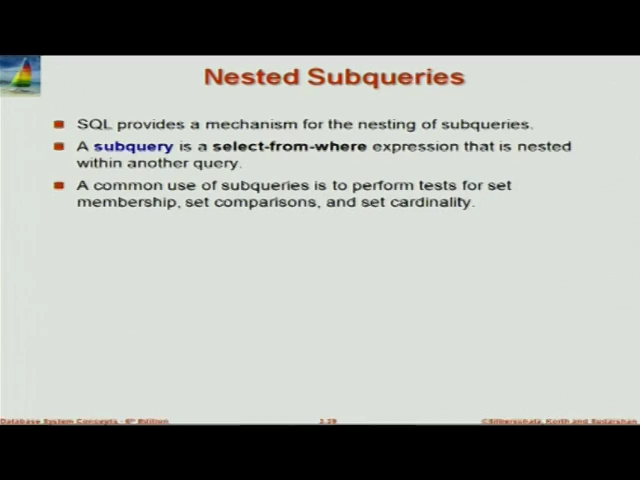 Nested Subqueries
SQL provides a mechanism for the nesting of subqueries.
A subquery is a select-from-where expression that is nested
within another query.
A common use of subqueries is to perform tests for set
membership, set comparisons, and set cardinality.
Database System Concepts - 6th Edition
©Silberschatz, Korth and Sudarshan